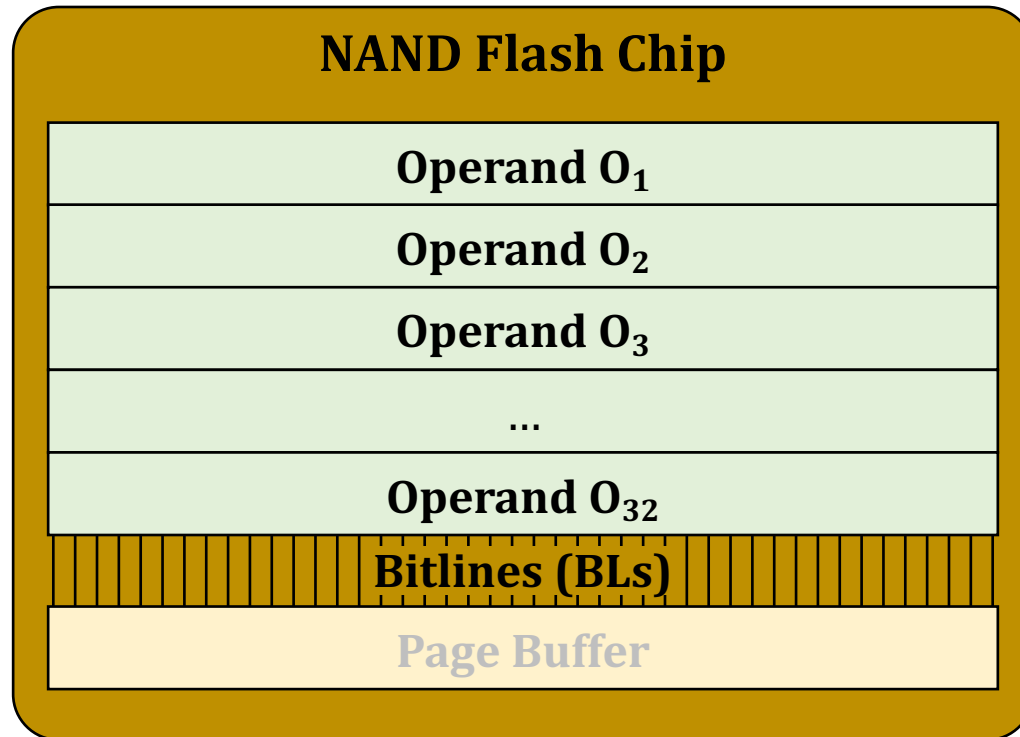 NAND Flash Chip
Operand O₁
Operand O₂
Operand O₃
...
Operand O₃₂
Bitlines (BLs)
Page Buffer